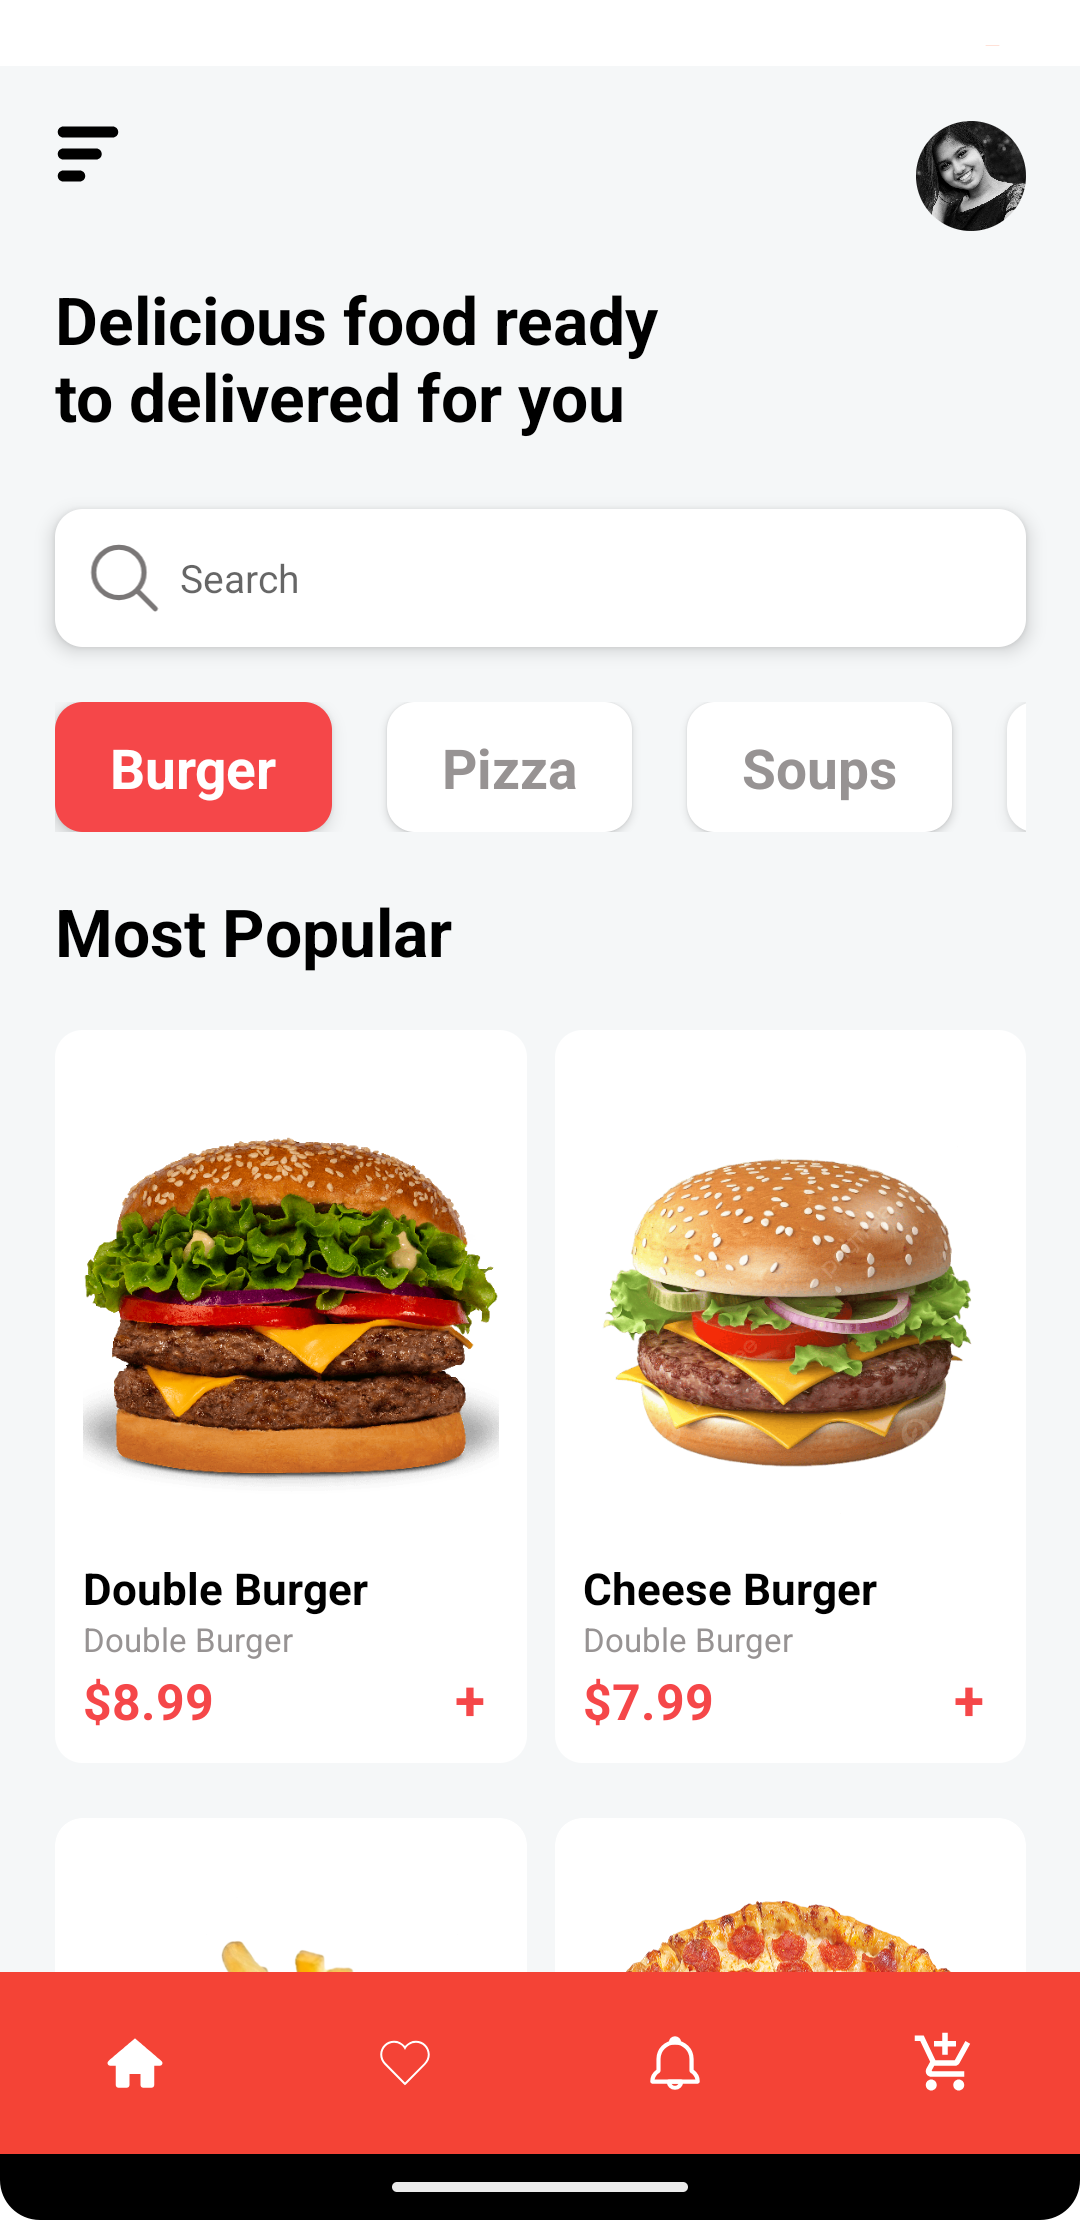 Delicious food ready
to delivered for you
Search
Burger
Pizza
Soups
Most Popular
Double Burger
Double Burger
$8.99
+
Cheese Burger
Double Burger
$7.99
+